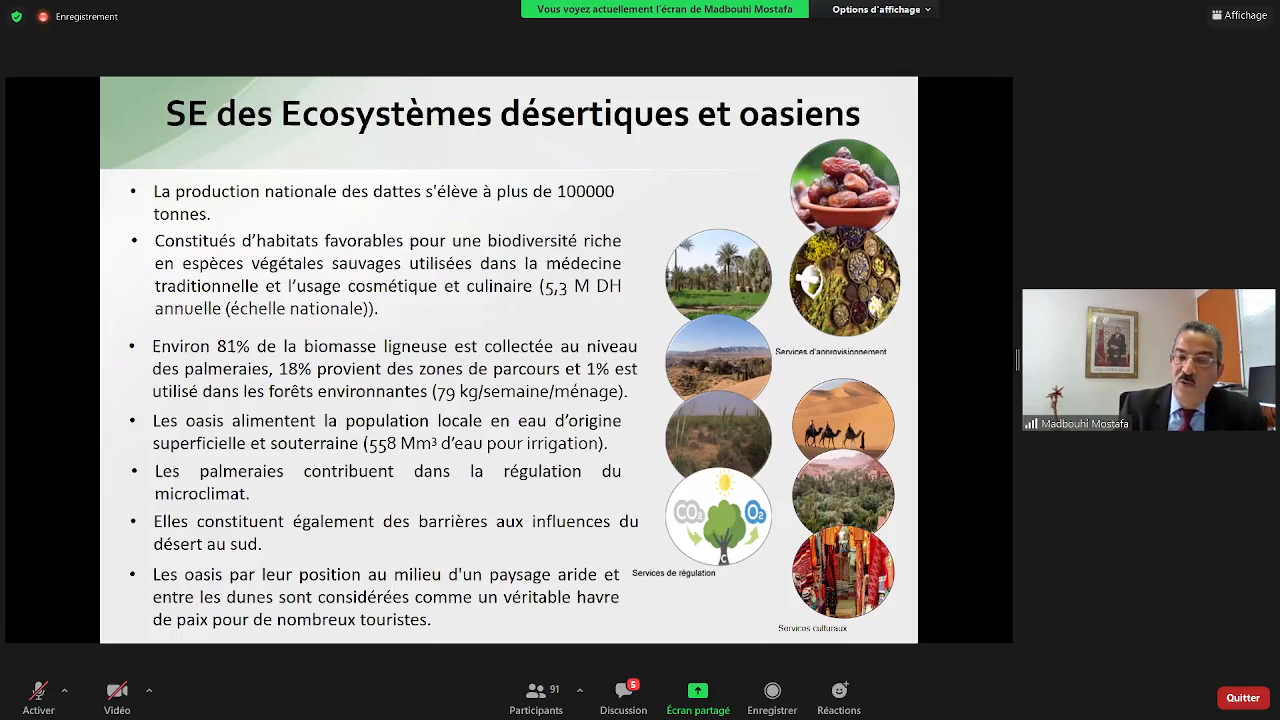 Enregistrement
Vous voyez actuellement l'écran de Madbouhi Mostafa
Options d'affichage
Affichage
SE des Ecosystèmes désertiques et oasiens
• La production nationale des dattes s'élève à plus de 100000
tonnes.
• Constitués d’habitats favorables pour une biodiversité riche
en espèces végétales sauvages utilisées dans la médecine
traditionnelle et l’usage cosmétique et culinaire (5,3 M DH
annuelle (échelle nationale)).
• Environ 81% de la biomasse ligneuse est collectée au niveau
des palmeraies, 18% provient des zones de parcours et 1% est
utilisé dans les forêts environnantes (79 kg/semaine/ménage).
• Les oasis alimentent la population locale en eau d’origine
superficielle et souterraine (558 Mm³ d’eau pour irrigation).
• Les palmeraies contribuent dans la régulation du
microclimat.
• Elles constituent également des barrières aux influences du
désert au sud.
• Les oasis par leur position au milieu d'un paysage aride et
entre les dunes sont considérées comme un véritable havre
de paix pour de nombreux touristes.
Services d'approvisionnement
CO₂
O₂
C
Services de régulation
Services culturaux
Madbouhi Mostafa
Activer
Vidéo
91
Participants
5
Discussion
Écran partagé
Enregistrer
Réactions
Quitter